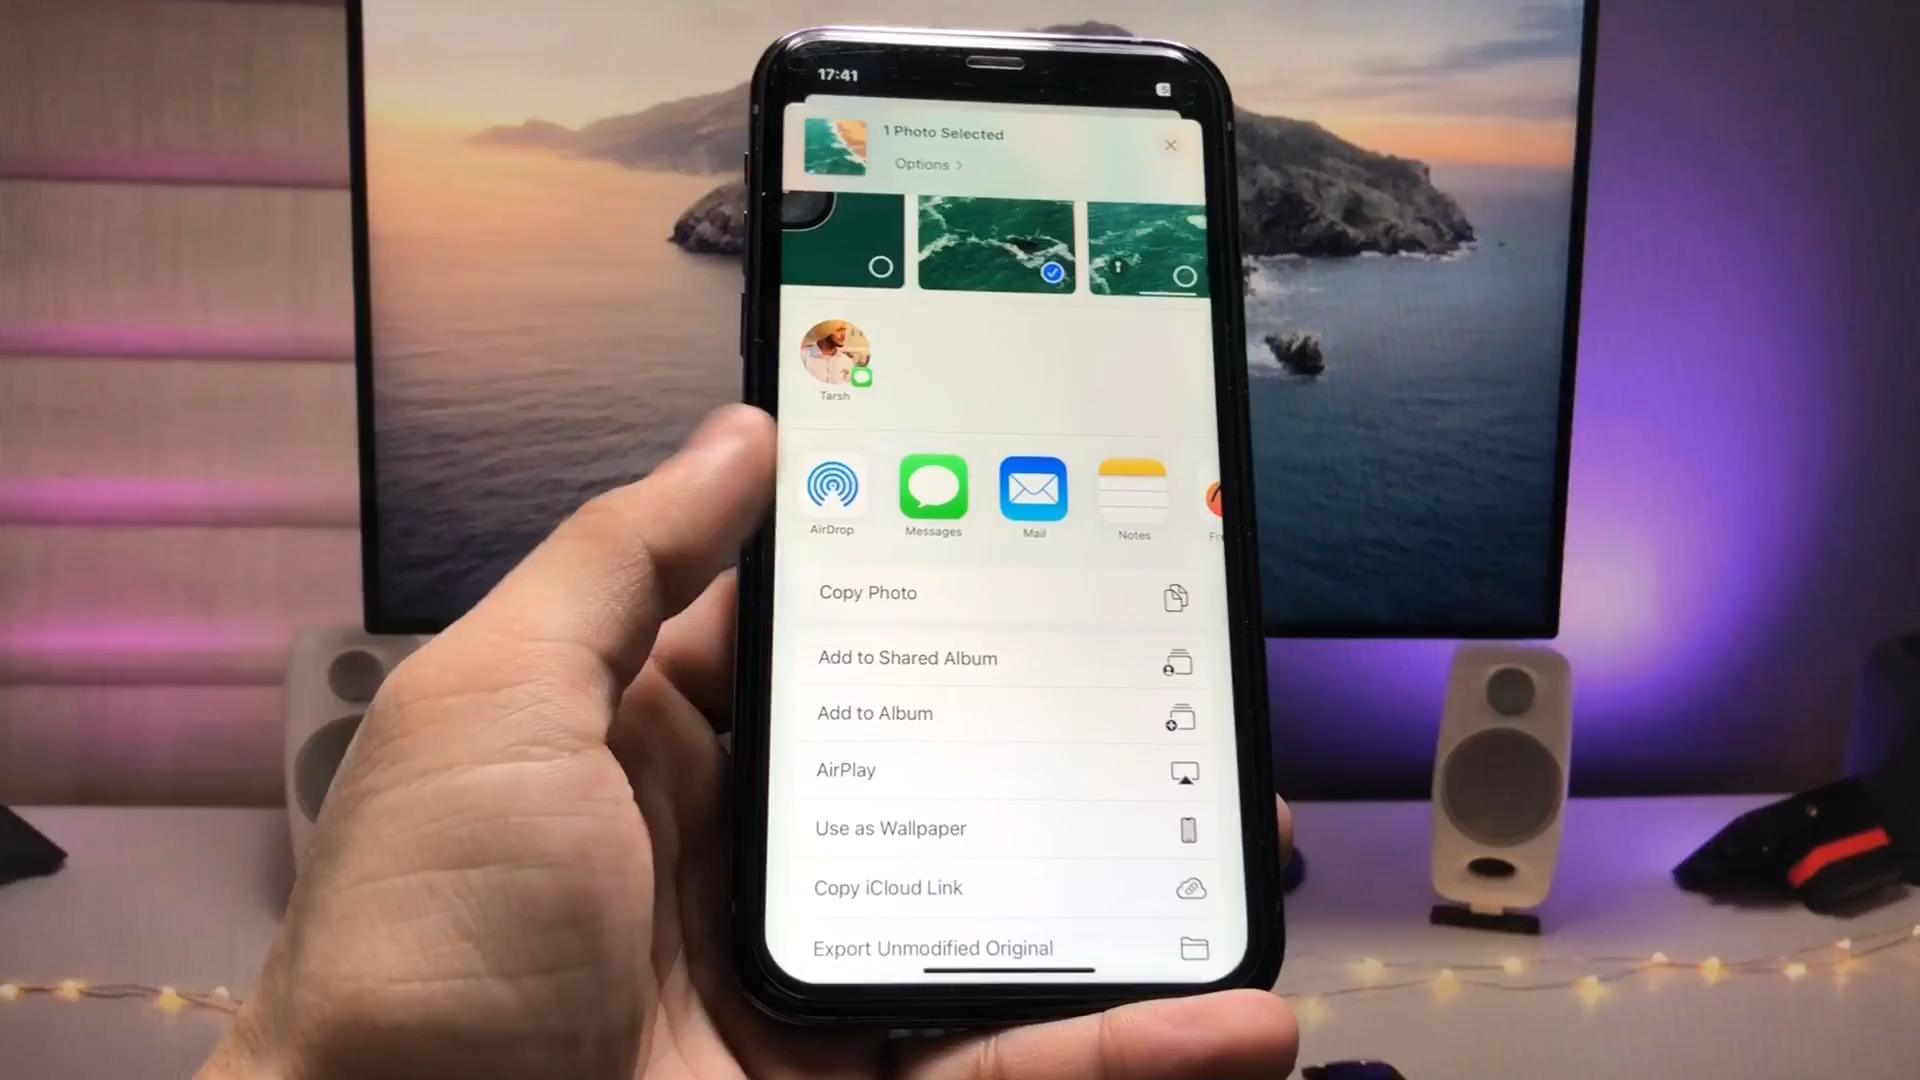 17:41
1 Photo Selected
Options >
Tarsh
AirDrop
Messages
Mail
Notes
Copy Photo
Add to Shared Album
Add to Album
AirPlay
Use as Wallpaper
Copy iCloud Link
Export Unmodified Original